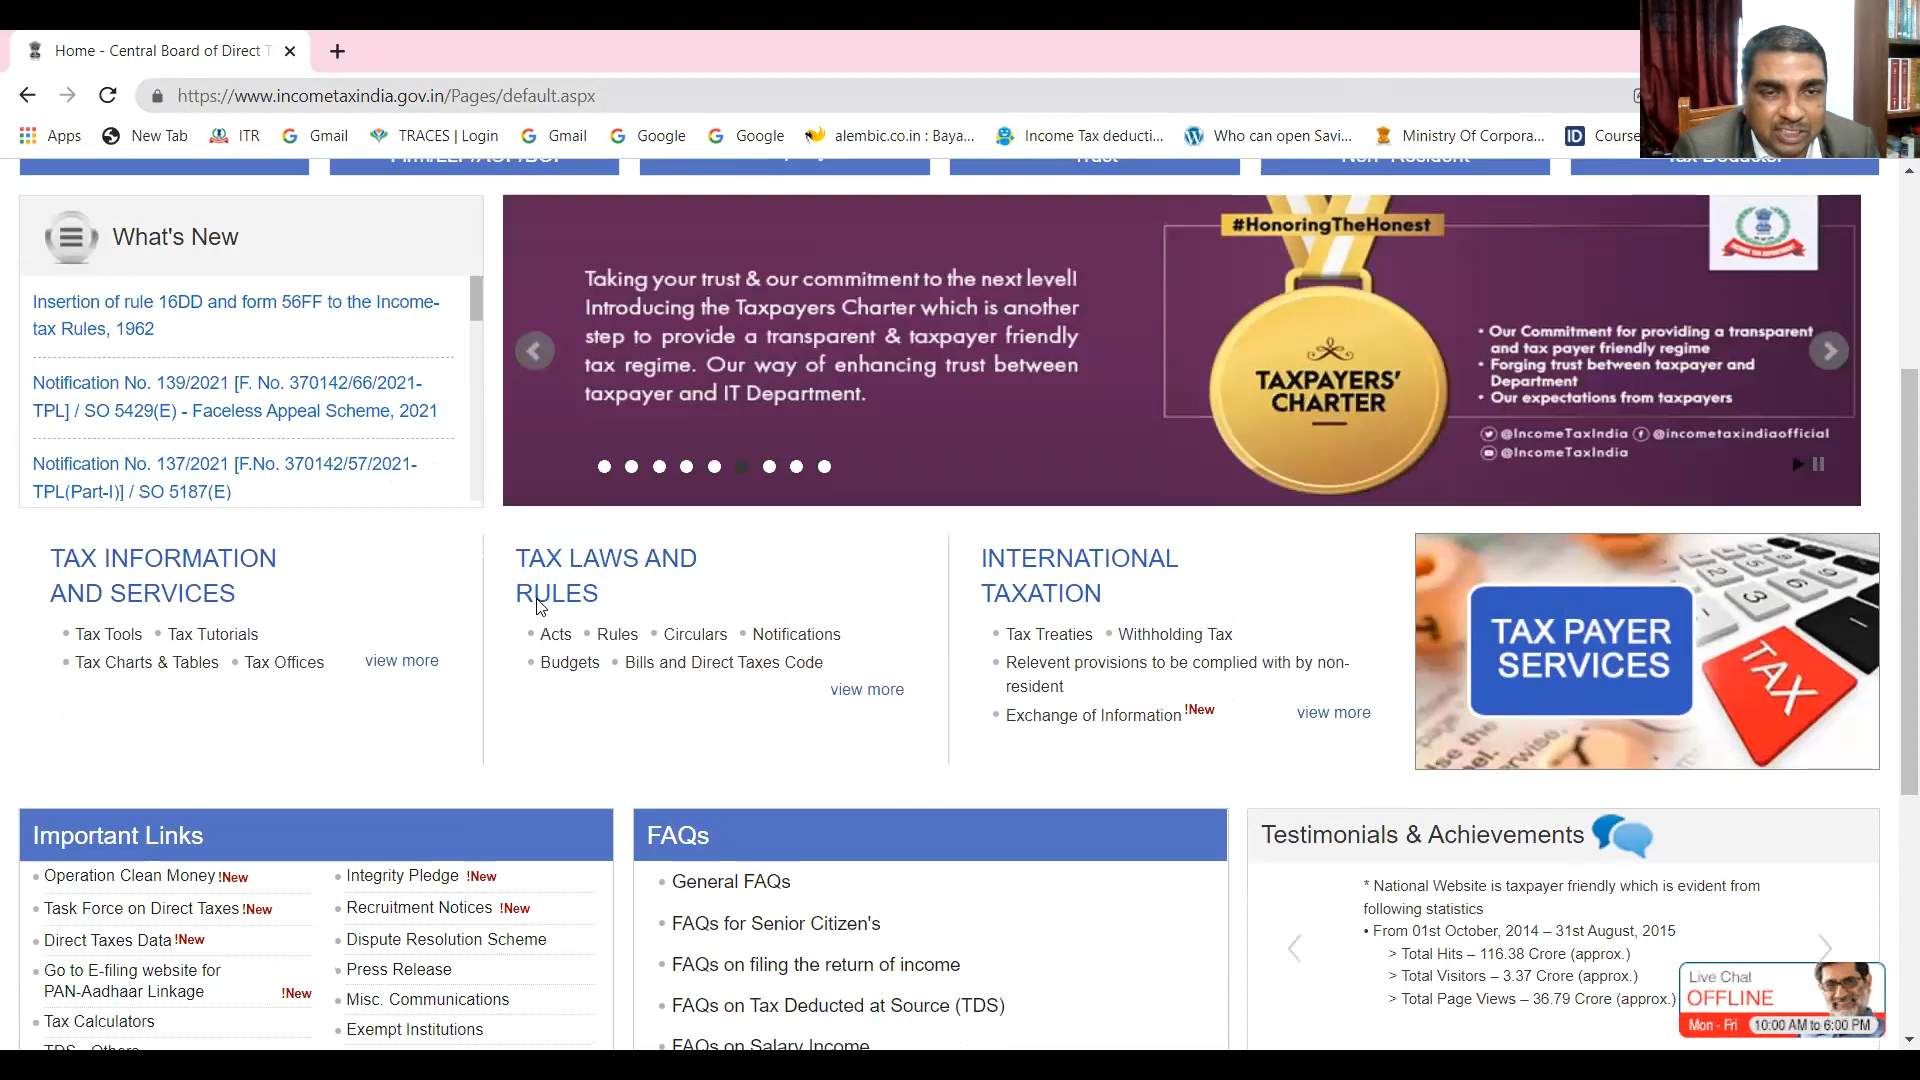 Home - Central Board of Direct T
https://www.incometaxindia.gov.in/Pages/default.aspx
Apps
New Tab
ITR
Gmail
TRACES | Login
Gmail
Google
Google
alembic.co.in : Baya...
Income Tax deducti...
Who can open Savi...
Ministry Of Corpora...
ID
Course
Trust
Tax Deductor
What's New
Insertion of rule 16DD and form 56FF to the Income-
tax Rules, 1962
Notification No. 139/2021 [F. No. 370142/66/2021-
TPL] / SO 5429(E) - Faceless Appeal Scheme, 2021
Notification No. 137/2021 [F.No. 370142/57/2021-
TPL(Part-I)] / SO 5187(E)
Taking your trust & our commitment to the next level!
Introducing the Taxpayers Charter which is another
step to provide a transparent & taxpayer friendly
tax regime. Our way of enhancing trust between
taxpayer and IT Department.
#HonoringTheHonest
TAXPAYERS'
CHARTER
• Our Commitment for providing a transparent
and tax payer friendly regime
• Forging trust between taxpayer and
Department
• Our expectations from taxpayers
@IncomeTaxIndia @incometaxindiaofficial
@IncomeTaxIndia
TAX INFORMATION
AND SERVICES
• Tax Tools • Tax Tutorials
• Tax Charts & Tables • Tax Offices
view more
TAX LAWS AND
RULES
• Acts • Rules • Circulars • Notifications
• Budgets • Bills and Direct Taxes Code
view more
INTERNATIONAL
TAXATION
• Tax Treaties • Withholding Tax
• Relevent provisions to be complied with by non-
resident
• Exchange of Information !New
view more
TAX PAYER
SERVICES
TAX
Important Links
• Operation Clean Money !New
• Task Force on Direct Taxes !New
• Direct Taxes Data !New
• Go to E-filing website for
PAN-Aadhaar Linkage !New
• Tax Calculators
• Integrity Pledge !New
• Recruitment Notices !New
• Dispute Resolution Scheme
• Press Release
• Misc. Communications
• Exempt Institutions
FAQs
• General FAQs
• FAQs for Senior Citizen's
• FAQs on filing the return of income
• FAQs on Tax Deducted at Source (TDS)
FAQs on Salary Income
Testimonials & Achievements
* National Website is taxpayer friendly which is evident from
following statistics
• From 01st October, 2014 – 31st August, 2015
> Total Hits – 116.38 Crore (approx.)
> Total Visitors – 3.37 Crore (approx.)
> Total Page Views – 36.79 Crore (approx.)
Live Chat
OFFLINE
Mon - Fri 10:00 AM to 6:00 PM